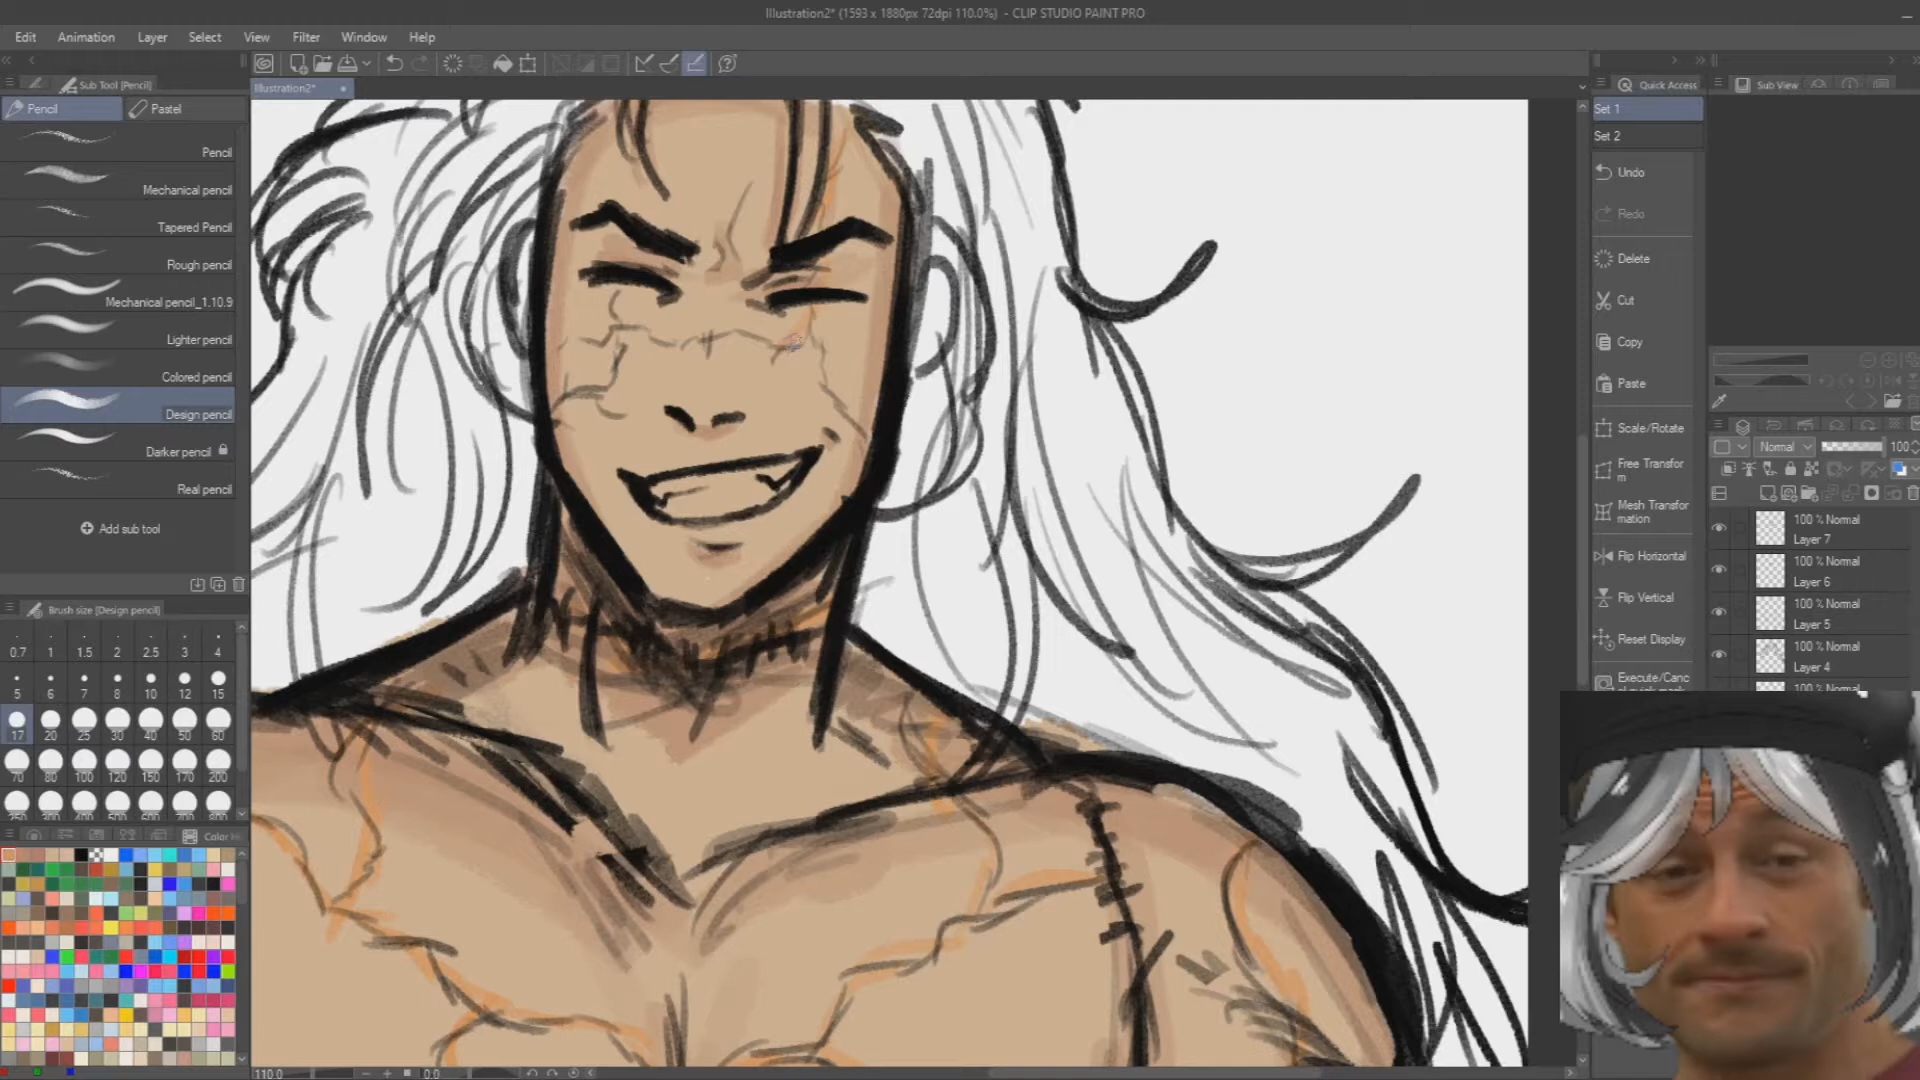 Illustration2* (1593 x 1880px 72dpi 110.0%) - CLIP STUDIO PAINT PRO
Edit Animation Layer Select View Filter Window Help
Sub Tool [Pencil]
Pencil Pastel
Pencil
Mechanical pencil
Tapered Pencil
Rough pencil
Mechanical pencil_1.10.9
Lighter pencil
Colored pencil
Design pencil
Darker pencil
Real pencil
Add sub tool
Brush size [Design pencil]
0.7 1 1.5 2 2.5 3 4
5 6 7 8 10 12 15
17 20 25 30 40 50 60
70 80 100 120 150 170 200
Illustration2*
110.0
0.0
Quick Access
Set 1
Set 2
Undo
Redo
Delete
Cut
Copy
Paste
Scale/Rotate
Free Transfor
m
Mesh Transfor
mation
Flip Horizontal
Flip Vertical
Reset Display
Execute/Canc
Sub View
Normal 100
100 % Normal
Layer 7
100 % Normal
Layer 6
100 % Normal
Layer 5
100 % Normal
Layer 4